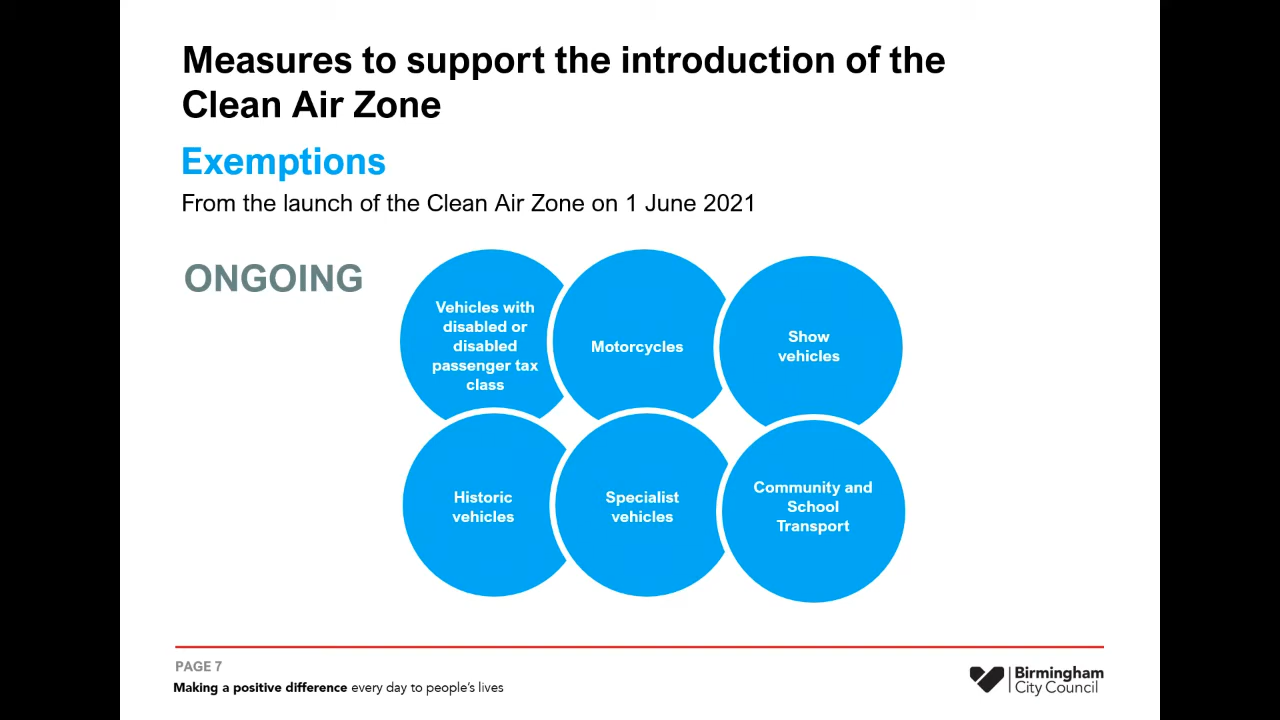 Measures to support the introduction of the
Clean Air Zone
Exemptions
From the launch of the Clean Air Zone on 1 June 2021
ONGOING
Vehicles with
disabled or
disabled
passenger tax
class
Motorcycles
Show
vehicles
Historic
vehicles
Specialist
vehicles
Community and
School
Transport
PAGE 7
Making a positive difference every day to people's lives
Birmingham
City Council